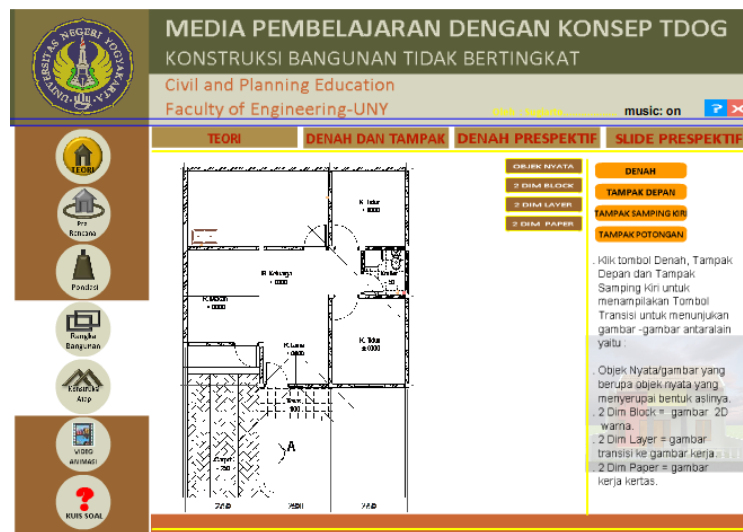 MEDIA PEMBELAJARAN DENGAN KONSEP TDOG
KONSTRUKSI BANGUNAN TIDAK BERTINGKAT
Civil and Planning Education
Faculty of Engineering-UNY
music: on
?
UNIVERSITAS NEGERI YOGYAKARTA
TEORI
DENAH DAN TAMPAK
DENAH PRESPEKTIF
SLIDE PRESPEKTIF
TEORI
Pra
Rencana
Pondasi
Rangka
Bangunan
Konstruksi
Atap
VIDEO
ANIMASI
KUIS SOAL
OBJEK NYATA
2 DIM BLOCK
2 DIM LAYER
2 DIM PAPER
K. Tidur
R. Keluarga
K. Tidur
A
DENAH
TAMPAK DEPAN
TAMPAK SAMPING KIRI
TAMPAK POTONGAN
. Klik tombol Denah, Tampak
Depan dan Tampak
Samping Kiri untuk
menampilakan Tombol
Transisi untuk menunjukan
gambar -gambar antaralain
yaitu :
. Objek Nyata/gambar yang
berupa objek nyata yang
menyerupai bentuk aslinya.
. 2 Dim Block = gambar 2D
warna.
. 2 Dim Layer = gambar
transisi ke gambar kerja.
. 2 Dim Paper = gambar
kerja kertas.